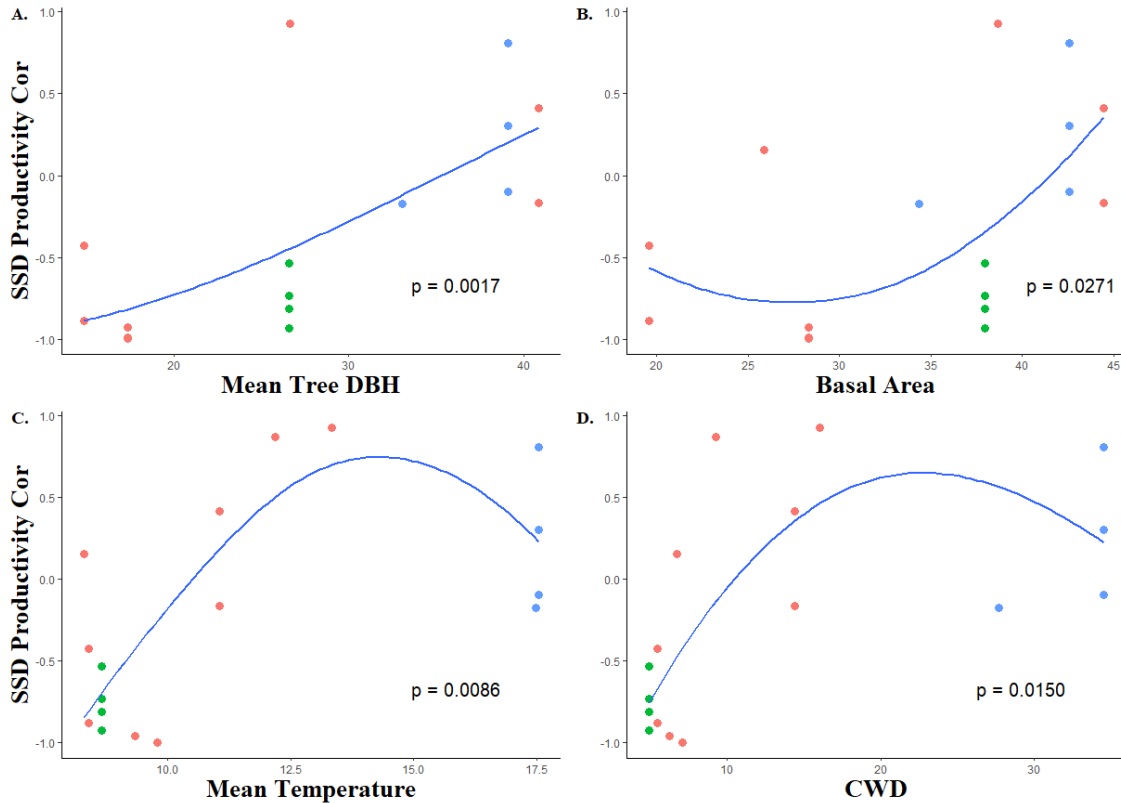 A.
SSD Productivity Cor
1.0
0.5
0.0
-0.5
-1.0
p = 0.0017
20
30
40
Mean Tree DBH
B.
1.0
0.5
0.0
-0.5
-1.0
p = 0.0271
20
25
30
35
40
45
Basal Area
C.
SSD Productivity Cor
1.0
0.5
0.0
-0.5
-1.0
p = 0.0086
10.0
12.5
15.0
17.5
Mean Temperature
D.
1.0
0.5
0.0
-0.5
-1.0
p = 0.0150
10
20
30
CWD